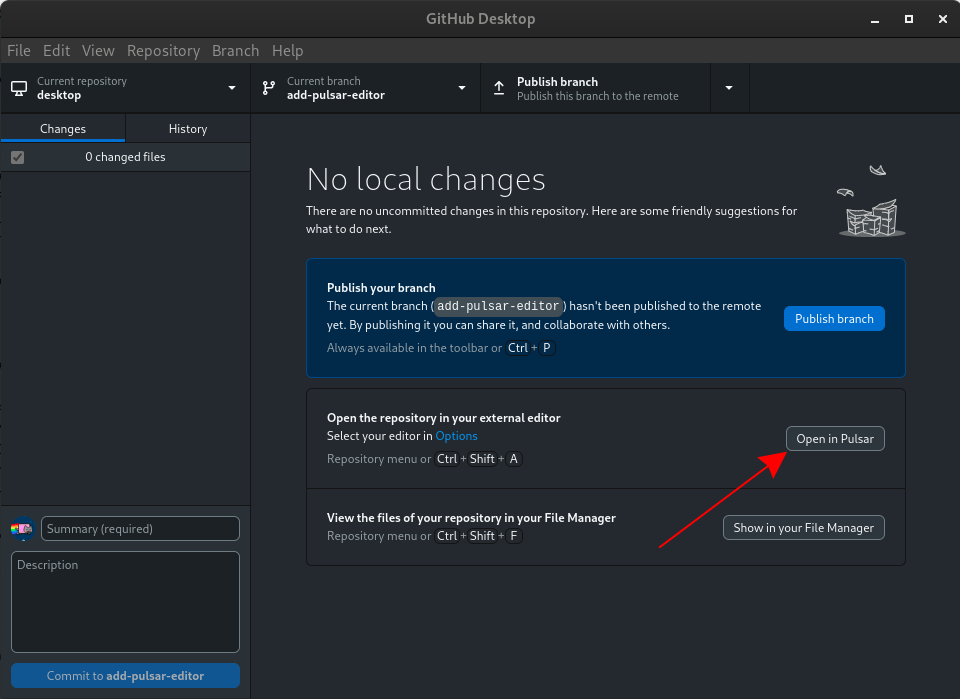 GitHub Desktop
File Edit View Repository Branch Help
Current repository
desktop
Current branch
add-pulsar-editor
Publish branch
Publish this branch to the remote
Changes
History
0 changed files
No local changes
There are no uncommitted changes in this repository. Here are some friendly suggestions for
what to do next.
Publish your branch
The current branch (add-pulsar-editor) hasn't been published to the remote
yet. By publishing it you can share it, and collaborate with others.
Always available in the toolbar or Ctrl + P
Publish branch
Open the repository in your external editor
Select your editor in Options
Repository menu or Ctrl + Shift + A
Open in Pulsar
View the files of your repository in your File Manager
Repository menu or Ctrl + Shift + F
Show in your File Manager
Summary (required)
Description
Commit to add-pulsar-editor